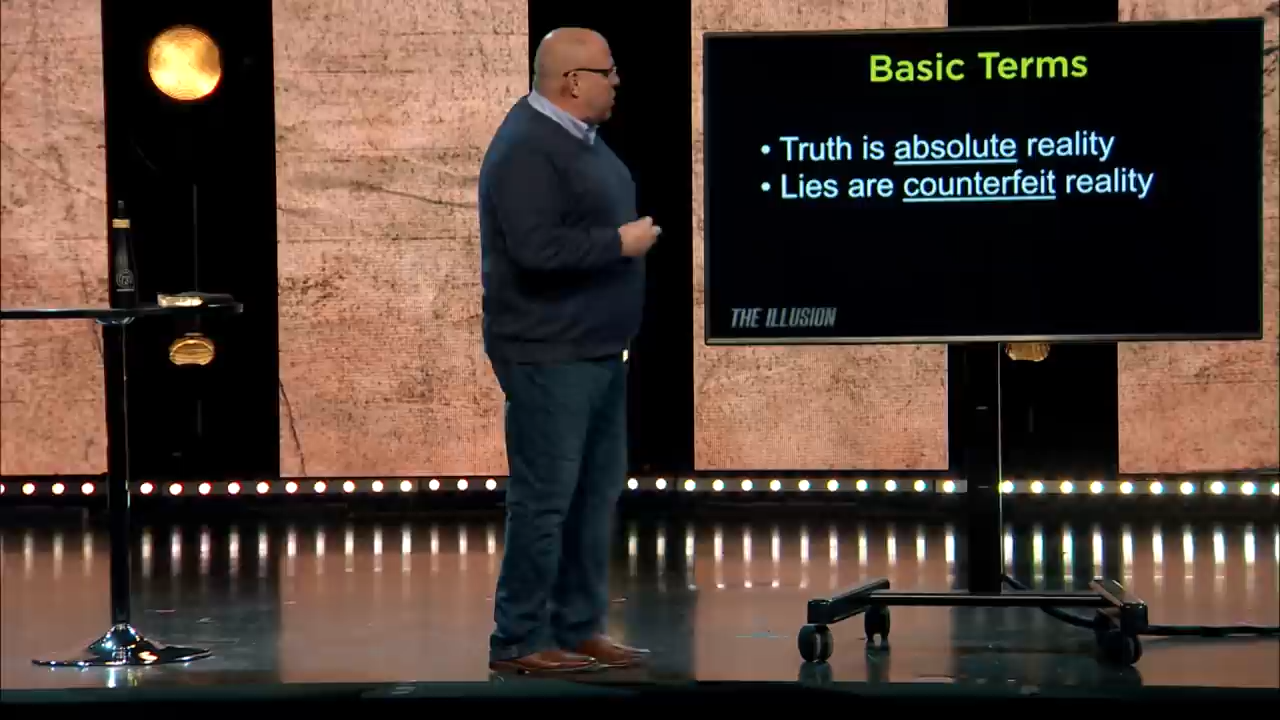 Basic Terms
• Truth is absolute reality
• Lies are counterfeit reality
THE ILLUSION